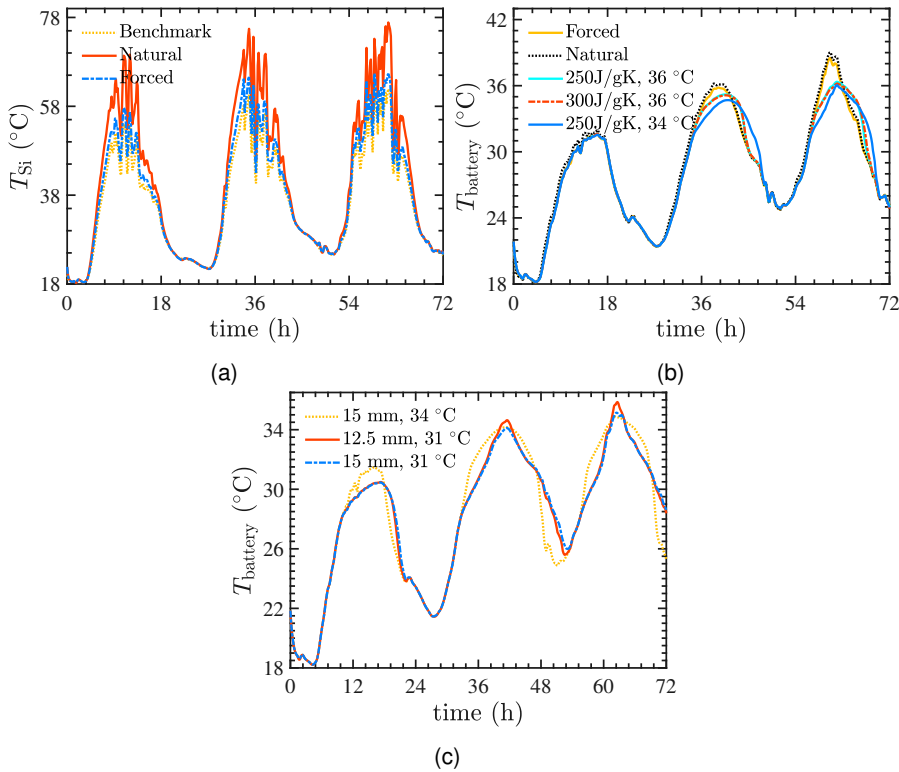 78
58
38
18
T_Si (°C)
Benchmark
Natural
Forced
0 18 36 54 72
time (h)
(a)
42
36
30
24
18
T_battery (°C)
Forced
Natural
250J/gK, 36 °C
300J/gK, 36 °C
250J/gK, 34 °C
0 18 36 54 72
time (h)
(b)
34
30
26
22
18
T_battery (°C)
15 mm, 34 °C
12.5 mm, 31 °C
15 mm, 31 °C
0 12 24 36 48 60 72
time (h)
(c)